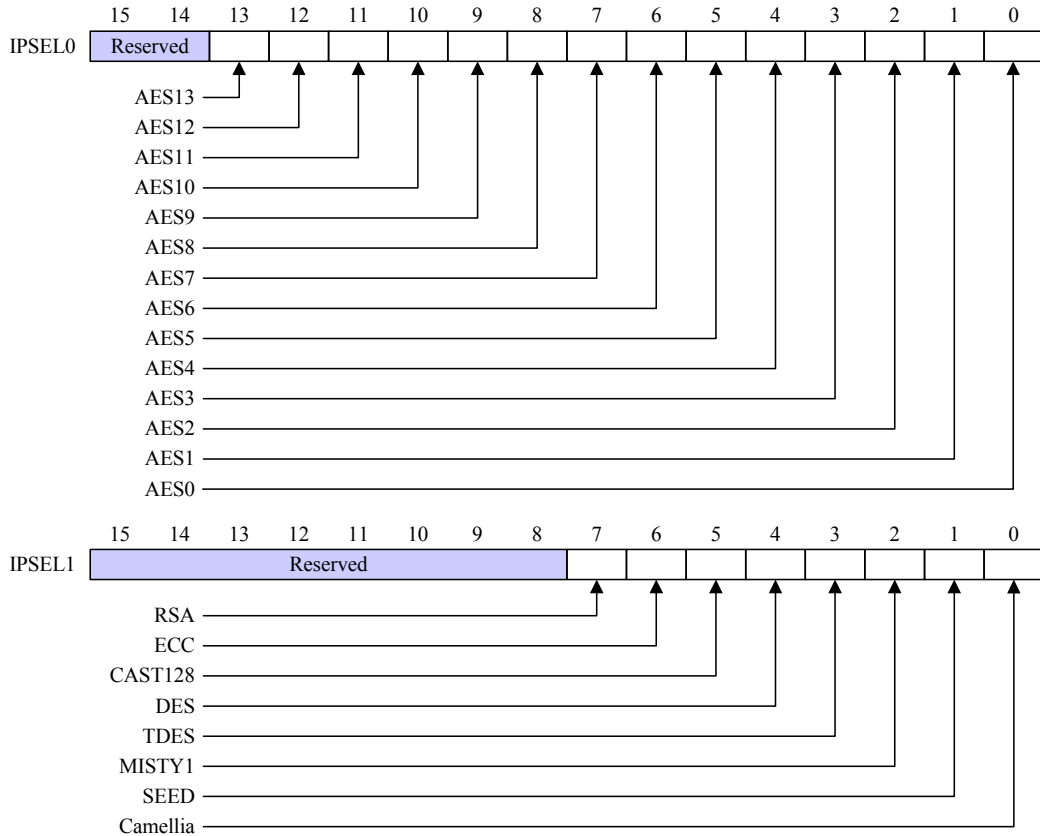 15 14 13 12 11 10 9 8 7 6 5 4 3 2 1 0
IPSEL0 Reserved
AES13
AES12
AES11
AES10
AES9
AES8
AES7
AES6
AES5
AES4
AES3
AES2
AES1
AES0
15 14 13 12 11 10 9 8 7 6 5 4 3 2 1 0
IPSEL1 Reserved
RSA
ECC
CAST128
DES
TDES
MISTY1
SEED
Camellia